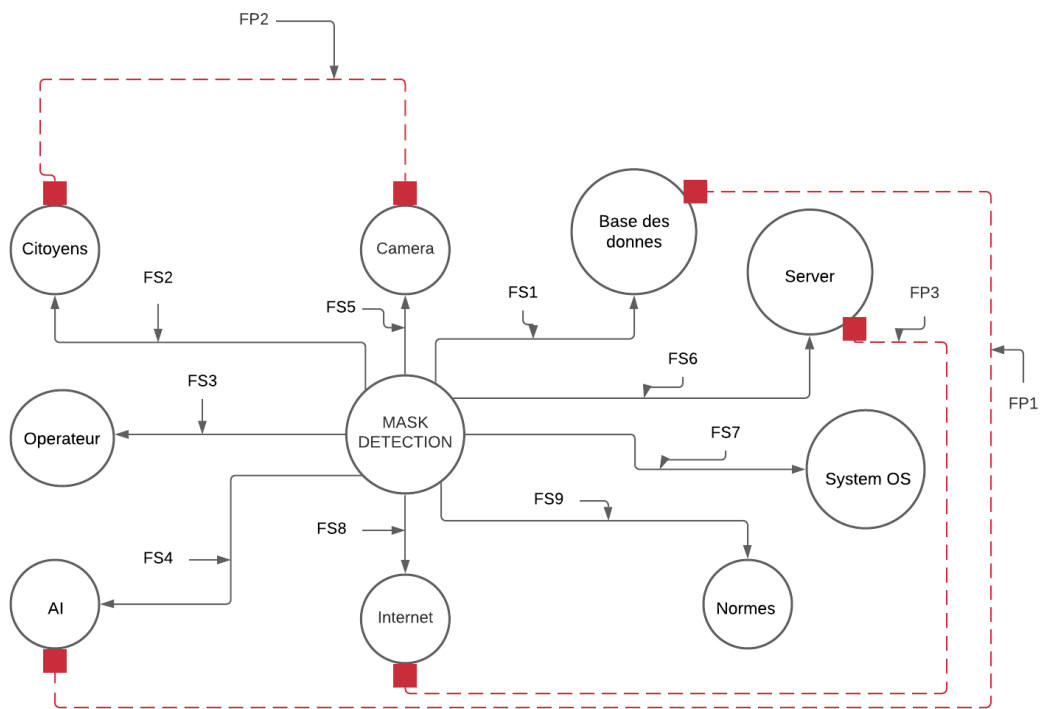 FP2
Citoyens
Camera
Base des
donnes
Server
FS2
FS5
FS1
FP3
FS6
FP1
FS3
MASK
DETECTION
Operateur
FS7
System OS
FS9
FS8
FS4
AI
Internet
Normes